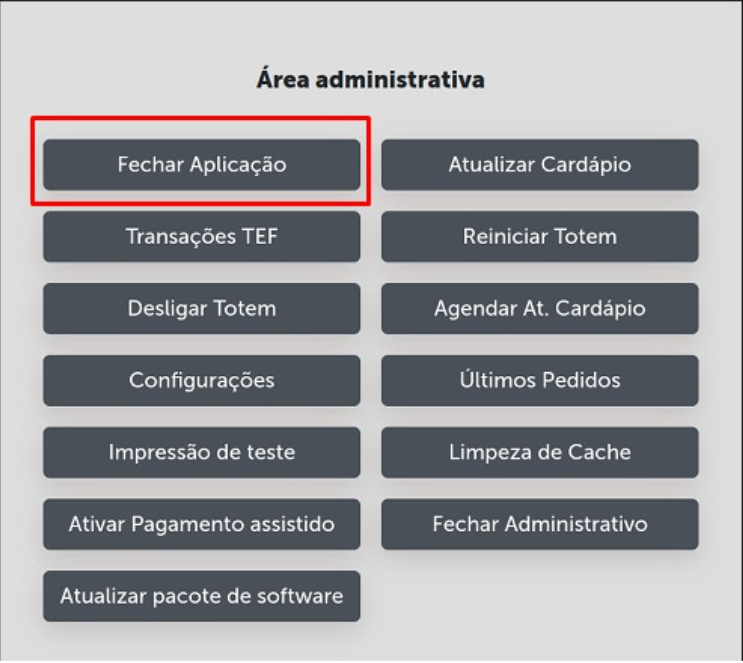 Área administrativa
Fechar Aplicação
Atualizar Cardápio
Transações TEF
Reiniciar Totem
Desligar Totem
Agendar At. Cardápio
Configurações
Últimos Pedidos
Impressão de teste
Limpeza de Cache
Ativar Pagamento assistido
Fechar Administrativo
Atualizar pacote de software